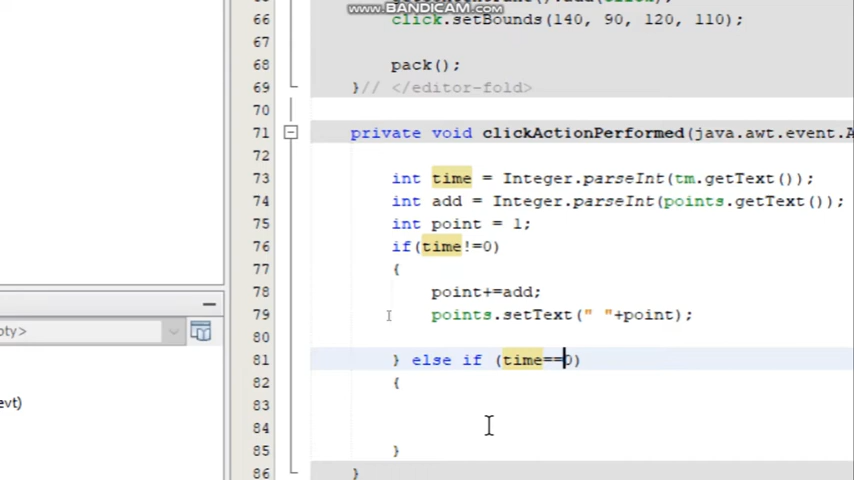 www.BANDICAM.com
66 click.setBounds(140, 90, 120, 110);
67
68 pack();
69 }// </editor-fold>
70
71 private void clickActionPerformed(java.awt.event.A
72
73 int time = Integer.parseInt(tm.getText());
74 int add = Integer.parseInt(points.getText());
75 int point = 1;
76 if(time!=0)
77 {
78 point+=add;
79 points.setText(" "+point);
80
81 } else if (time==0)
82 {
83
84
85 }
86 }
pty>
evt)